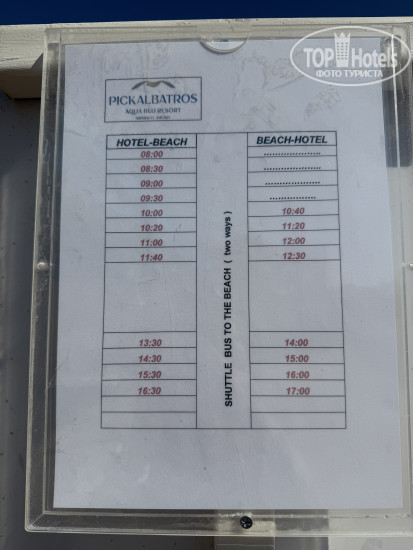 TOP Hotels
ФОТО ТУРИСТА
PICKALBATROS
AQUA BLU RESORT
HOTEL-BEACH BEACH-HOTEL
08:00 ....................
08:30 ....................
09:00 ....................
09:30 ................
10:00 10:40
10:20 11:20
11:00 12:00
11:40 12:30
SHUTTLE BUS TO THE BEACH ( two ways )
13:30 14:00
14:30 15:00
15:30 16:00
16:30 17:00